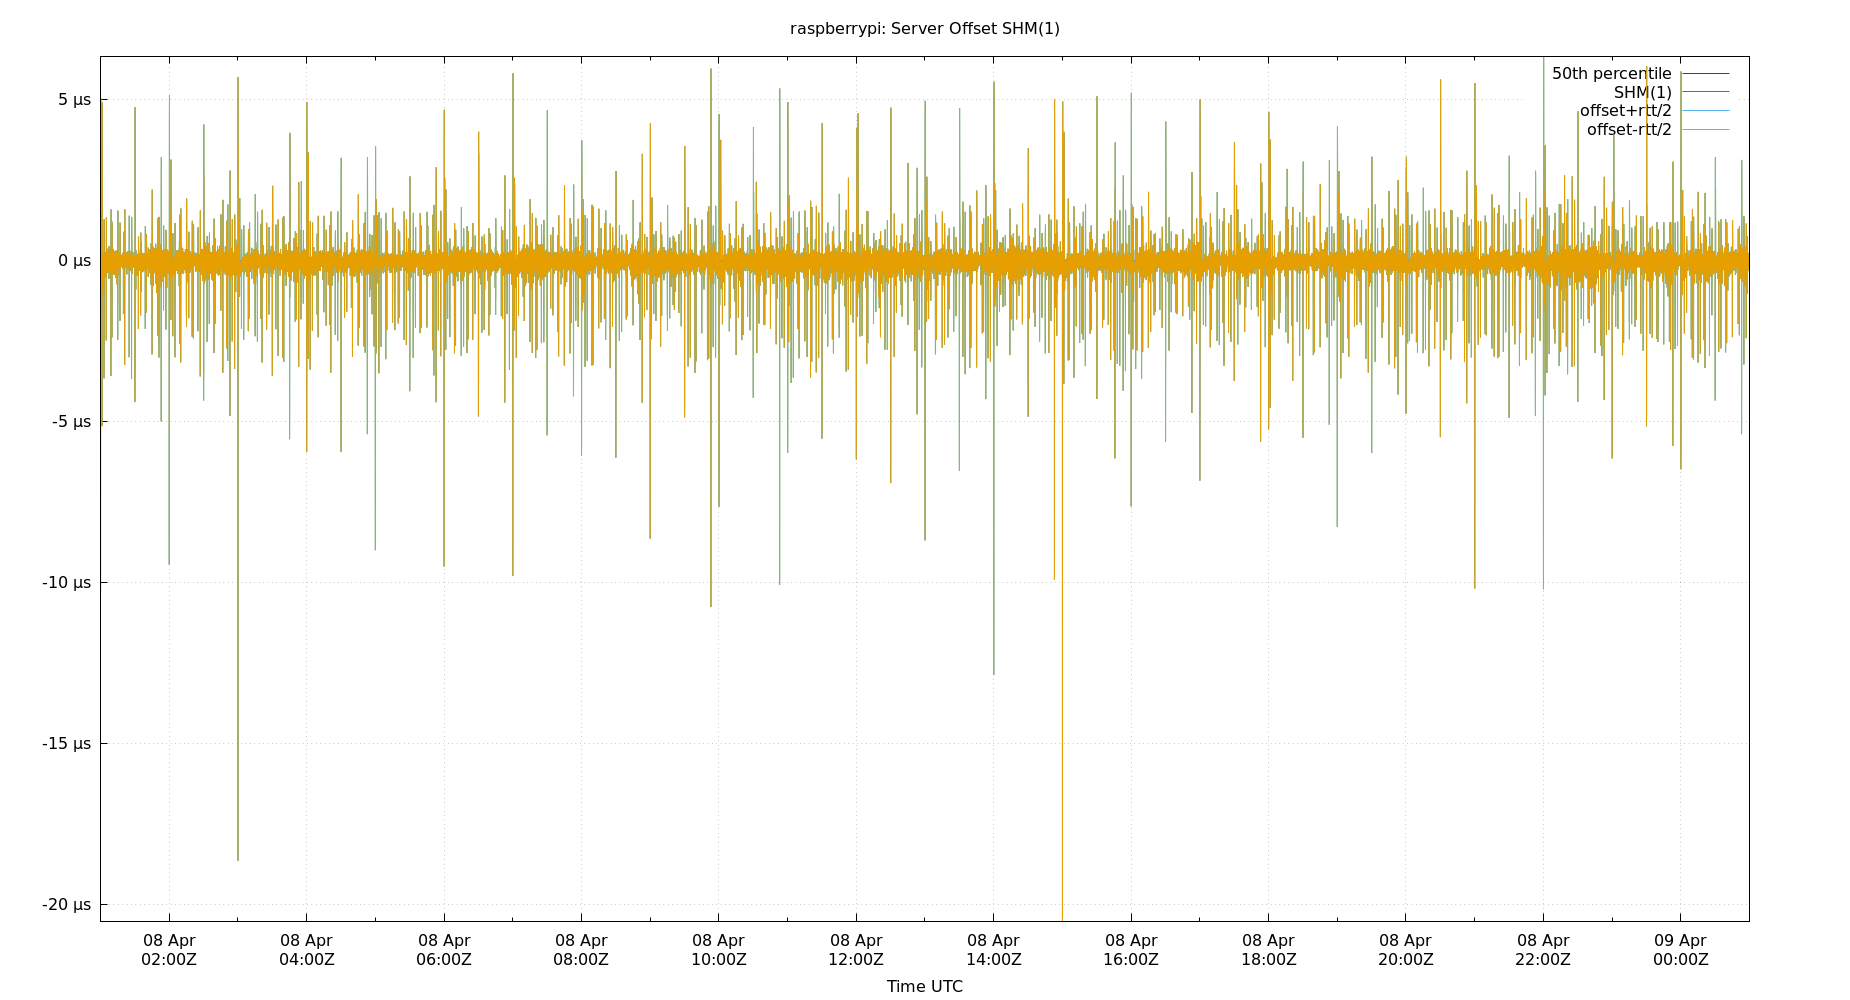 raspberrypi: Server Offset SHM(1)
50th percentile
SHM(1)
offset+rtt/2
offset-rtt/2
5 µs
0 µs
-5 µs
-10 µs
-15 µs
-20 µs
08 Apr 08 Apr 08 Apr 08 Apr 08 Apr 08 Apr 08 Apr 08 Apr 08 Apr 08 Apr 08 Apr 09 Apr
02:00Z 04:00Z 06:00Z 08:00Z 10:00Z 12:00Z 14:00Z 16:00Z 18:00Z 20:00Z 22:00Z 00:00Z
Time UTC